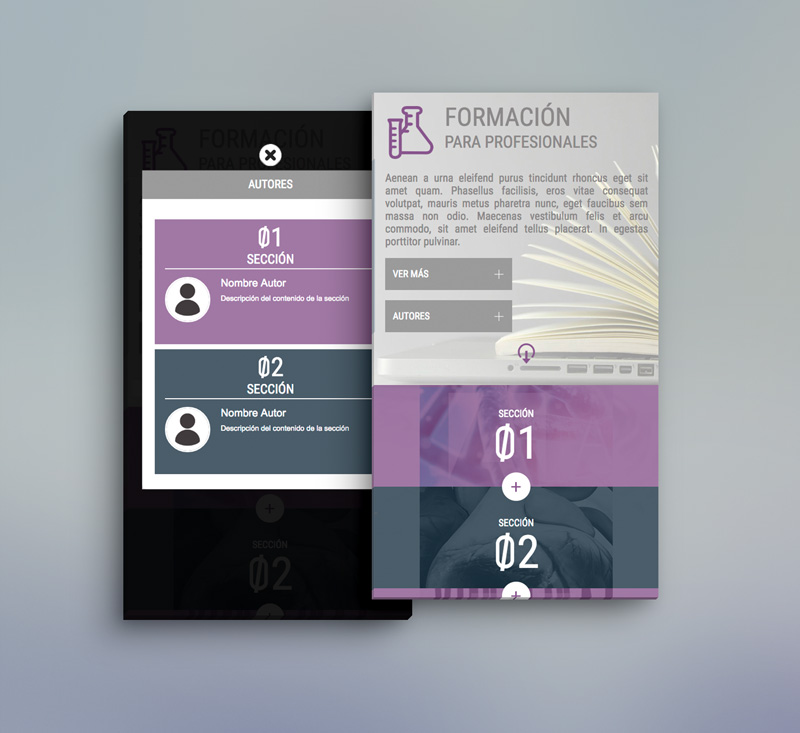 FORMACIÓN
PARA PROFESIONALES
AUTORES
Ø1
SECCIÓN
Nombre Autor
Descripción del contenido de la sección
Ø2
SECCIÓN
Nombre Autor
Descripción del contenido de la sección
SECCIÓN
Ø2
FORMACIÓN
PARA PROFESIONALES
Aenean a urna eleifend purus tincidunt rhoncus eget sit
amet quam. Phasellus facilisis, eros vitae consequat
volutpat, mauris metus pharetra nunc, eget faucibus sem
massa non odio. Maecenas vestibulum felis et arcu
commodo, sit amet eleifend tellus placerat. In egestas
porttitor pulvinar.
VER MÁS +
AUTORES +
SECCIÓN
Ø1
+
SECCIÓN
Ø2
+